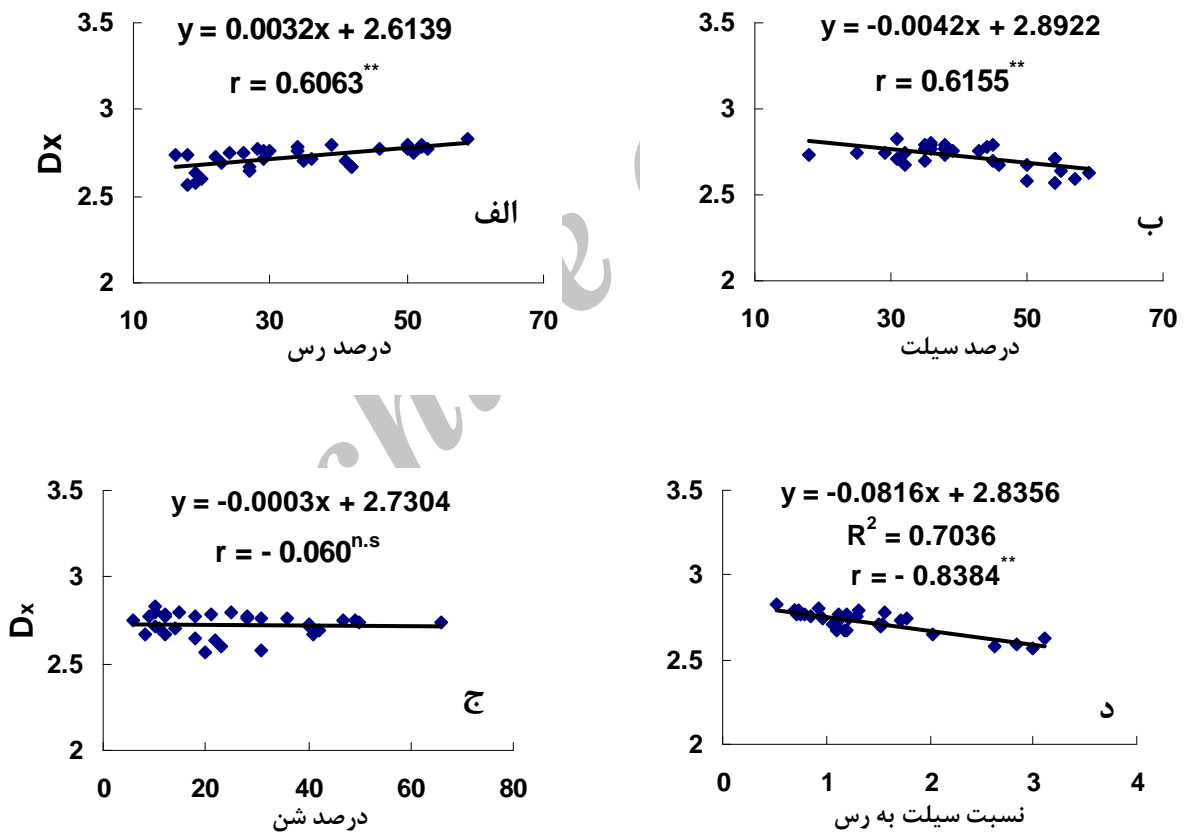 y = 0.0032x + 2.6139
r = 0.6063**
Dx
3.5
3
2.5
2
الف
10 30 50 70
درصد رس
y = -0.0042x + 2.8922
r = 0.6155**
3.5
3
2.5
2
ب
10 30 50 70
درصد سیلت
y = -0.0003x + 2.7304
r = - 0.060n.s
Dx
3.5
3
2.5
2
ج
0 20 40 60 80
درصد شن
y = -0.0816x + 2.8356
R2 = 0.7036
r = - 0.8384**
3.5
3
2.5
2
د
0 1 2 3 4
نسبت سیلت به رس